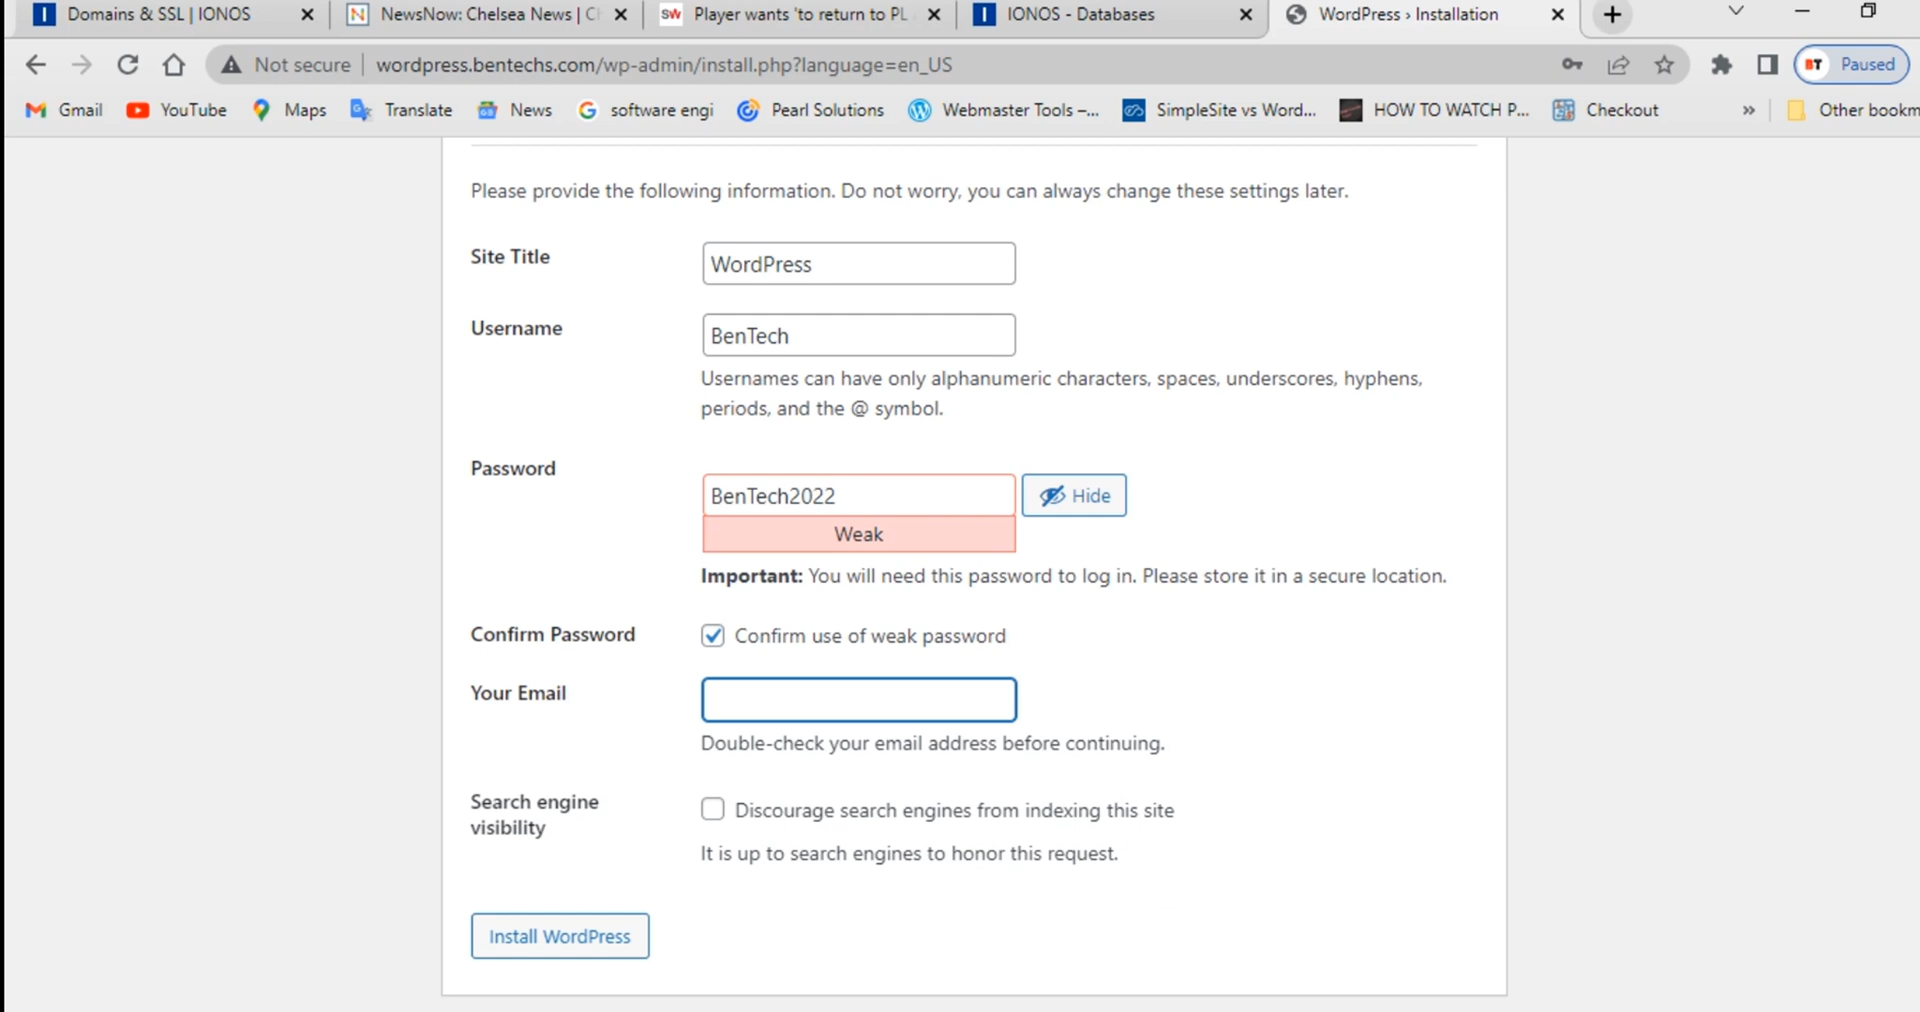 Domains & SSL | IONOS
NewsNow: Chelsea News | C
SW Player wants 'to return to PL
IONOS - Databases
WordPress › Installation
Not secure wordpress.bentechs.com/wp-admin/install.php?language=en_US
BT Paused
Gmail YouTube Maps Translate News software engi Pearl Solutions Webmaster Tools –... SimpleSite vs Word... HOW TO WATCH P... Checkout » Other bookm
Please provide the following information. Do not worry, you can always change these settings later.
Site Title WordPress
Username BenTech
Usernames can have only alphanumeric characters, spaces, underscores, hyphens,
periods, and the @ symbol.
Password
BenTech2022 Hide
Weak
Important: You will need this password to log in. Please store it in a secure location.
Confirm Password Confirm use of weak password
Your Email
Double-check your email address before continuing.
Search engine
visibility
Discourage search engines from indexing this site
It is up to search engines to honor this request.
Install WordPress